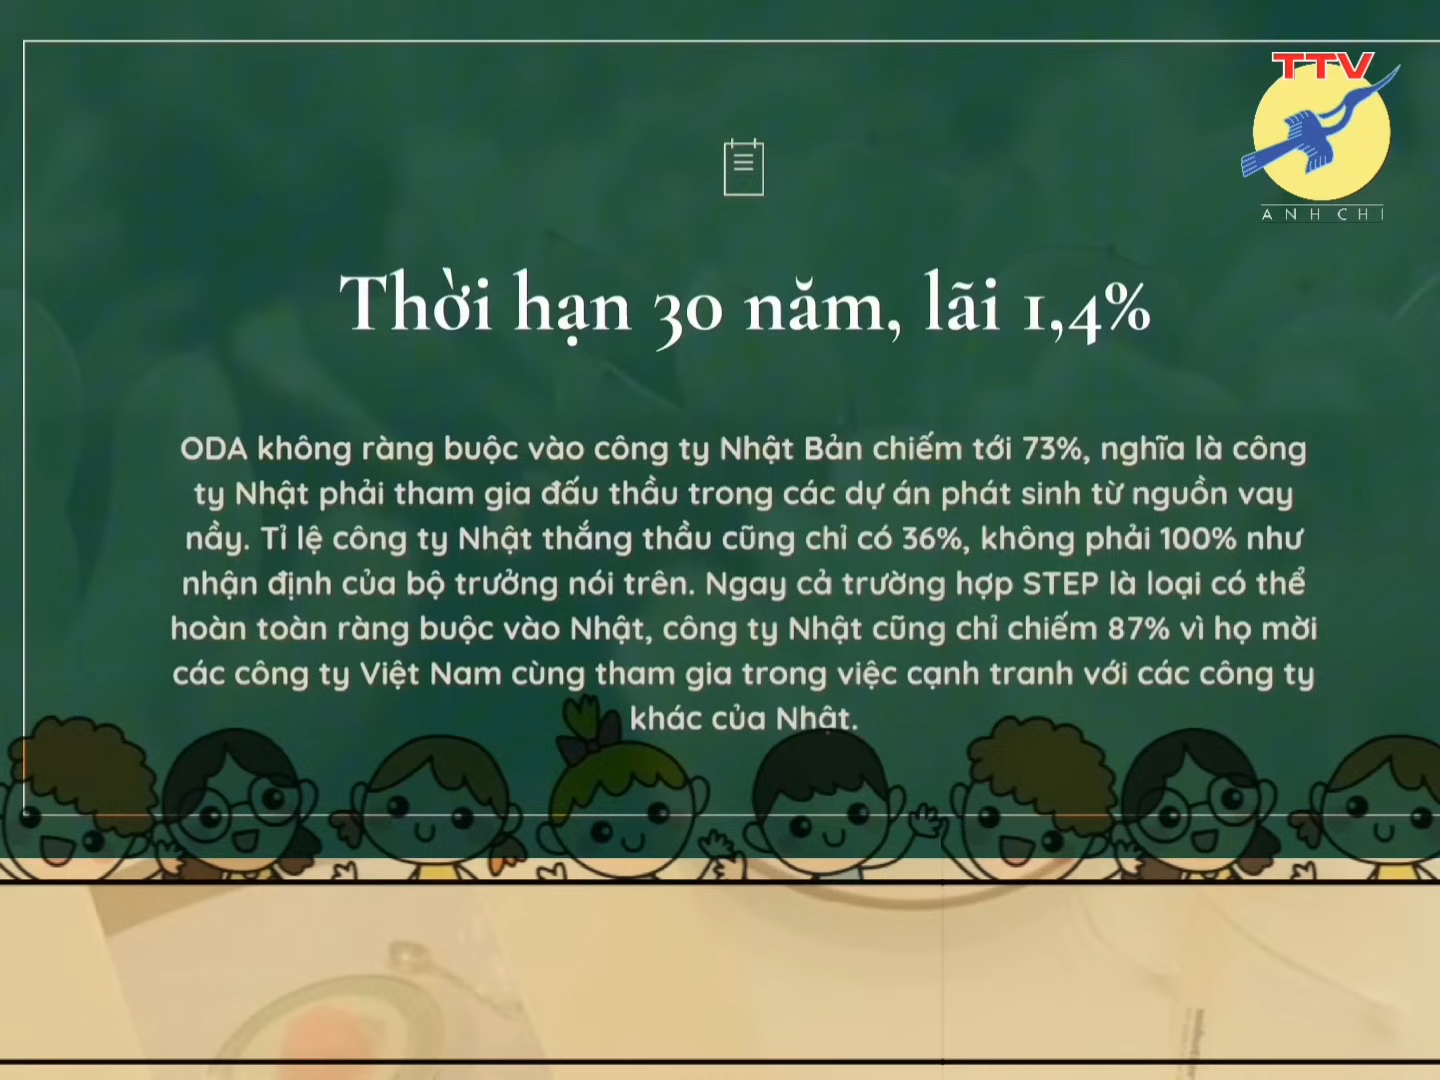 TTV
ANH CHI
Thời hạn 30 năm, lãi 1,4%
ODA không ràng buộc vào công ty Nhật Bản chiếm tới 73%, nghĩa là công
ty Nhật phải tham gia đấu thầu trong các dự án phát sinh từ nguồn vay
nầy. Tỉ lệ công ty Nhật thắng thầu cũng chỉ có 36%, không phải 100% như
nhận định của bộ trưởng nói trên. Ngay cả trường hợp STEP là loại có thể
hoàn toàn ràng buộc vào Nhật, công ty Nhật cũng chỉ chiếm 87% vì họ mời
các công ty Việt Nam cùng tham gia trong việc cạnh tranh với các công ty
khác của Nhật.